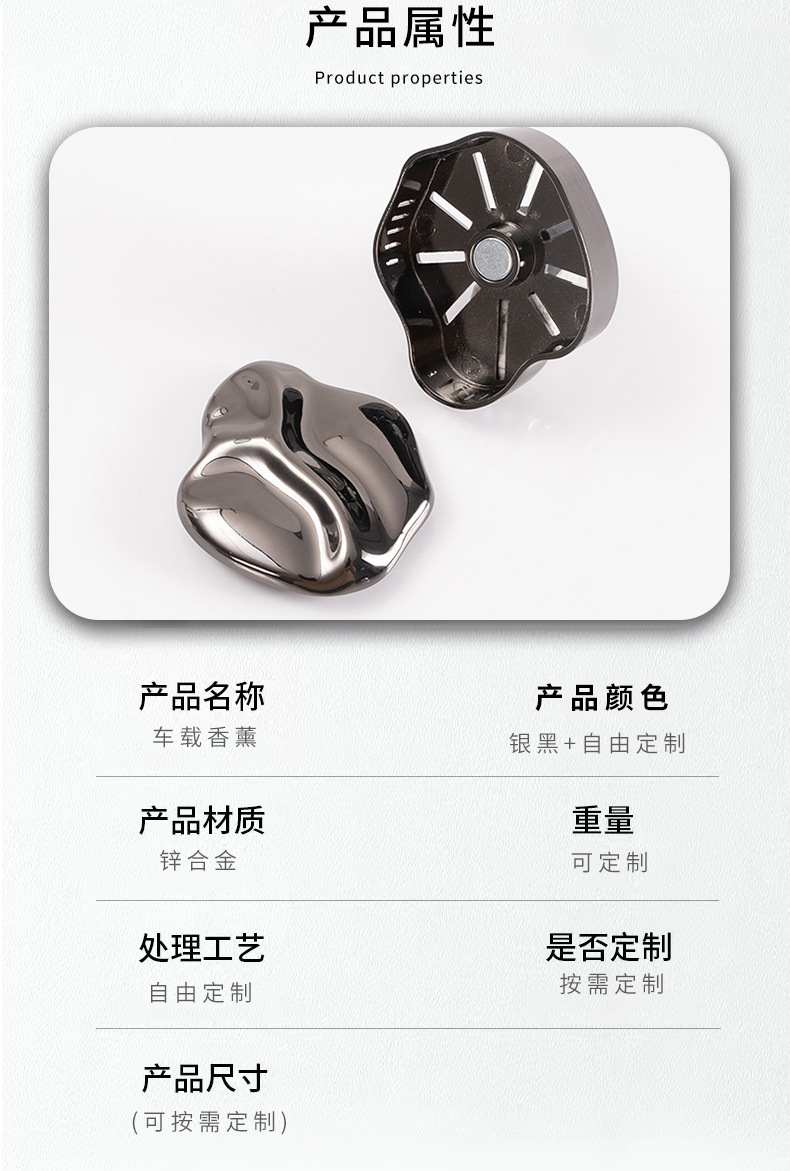 产品属性
Product properties
产品名称
产品颜色
车载香薰
银黑+自由定制
产品材质
重量
锌合金
可定制
处理工艺
是否定制
自由定制
按需定制
产品尺寸
(可按需定制)